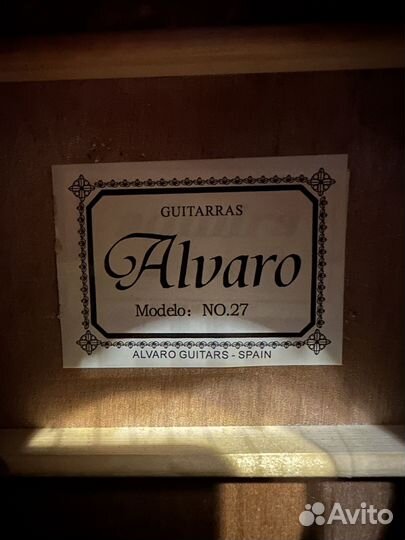 GUITARRAS
Alvaro
Modelo: NO.27
ALVARO GUITARS - SPAIN
Avito